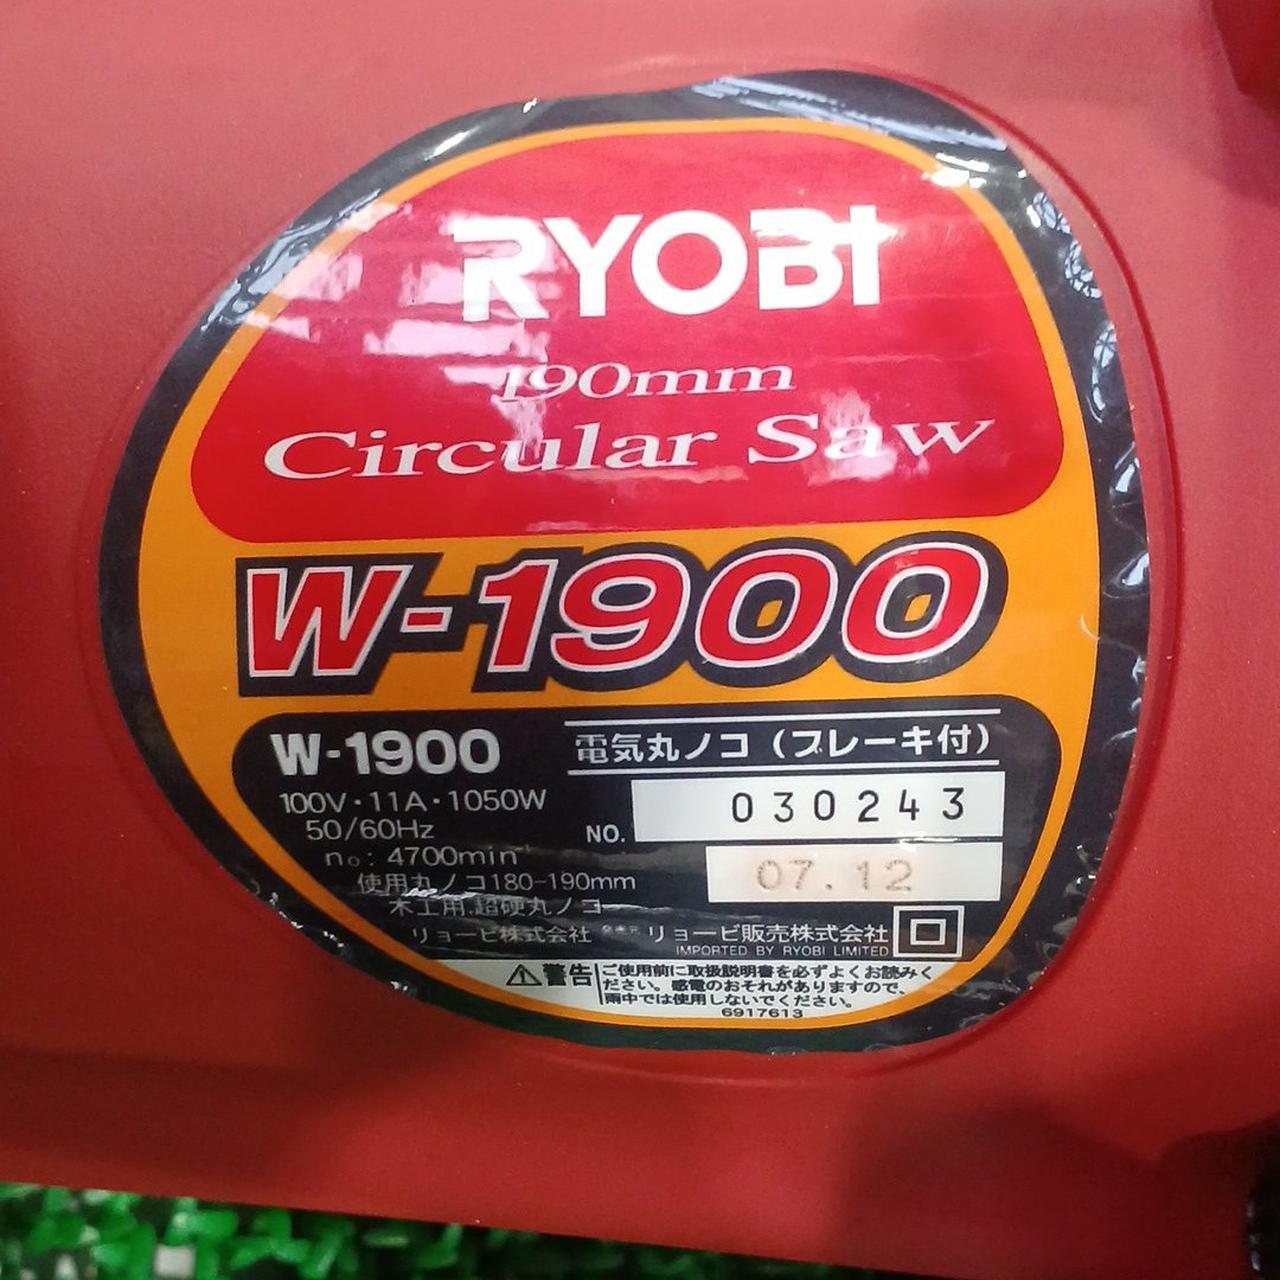 RYOBI
190mm
Circular Saw
W-1900
W-1900
電気丸ノコ（ブレーキ付）
100V・11A・1050W
50/60Hz
NO. 030243
n₀: 4700min⁻¹
07.12
使用丸ノコ180-190mm
木工用.超硬丸ノコ
リョービ株式会社 発売元 リョービ販売株式会社
IMPORTED BY RYOBI LIMITED
⚠警告
ご使用前に取扱説明書を必ずよくお読みく
ださい。感電のおそれがありますので、
雨中では使用しないでください。
6917613